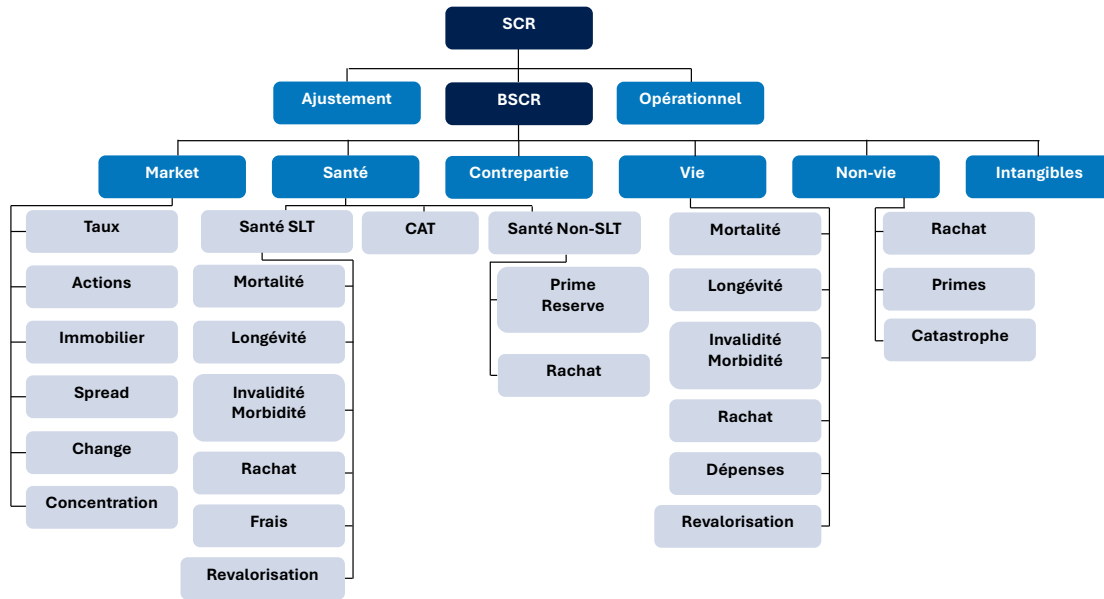 SCR
Ajustement
BSCR
Opérationnel
Market
Santé
Contrepartie
Vie
Non-vie
Intangibles
Taux
Actions
Immobilier
Spread
Change
Concentration
Santé SLT
Mortalité
Longévité
Invalidité
Morbidité
Rachat
Frais
Revalorisation
CAT
Santé Non-SLT
Prime
Reserve
Rachat
Mortalité
Longévité
Invalidité
Morbidité
Rachat
Dépenses
Revalorisation
Rachat
Primes
Catastrophe